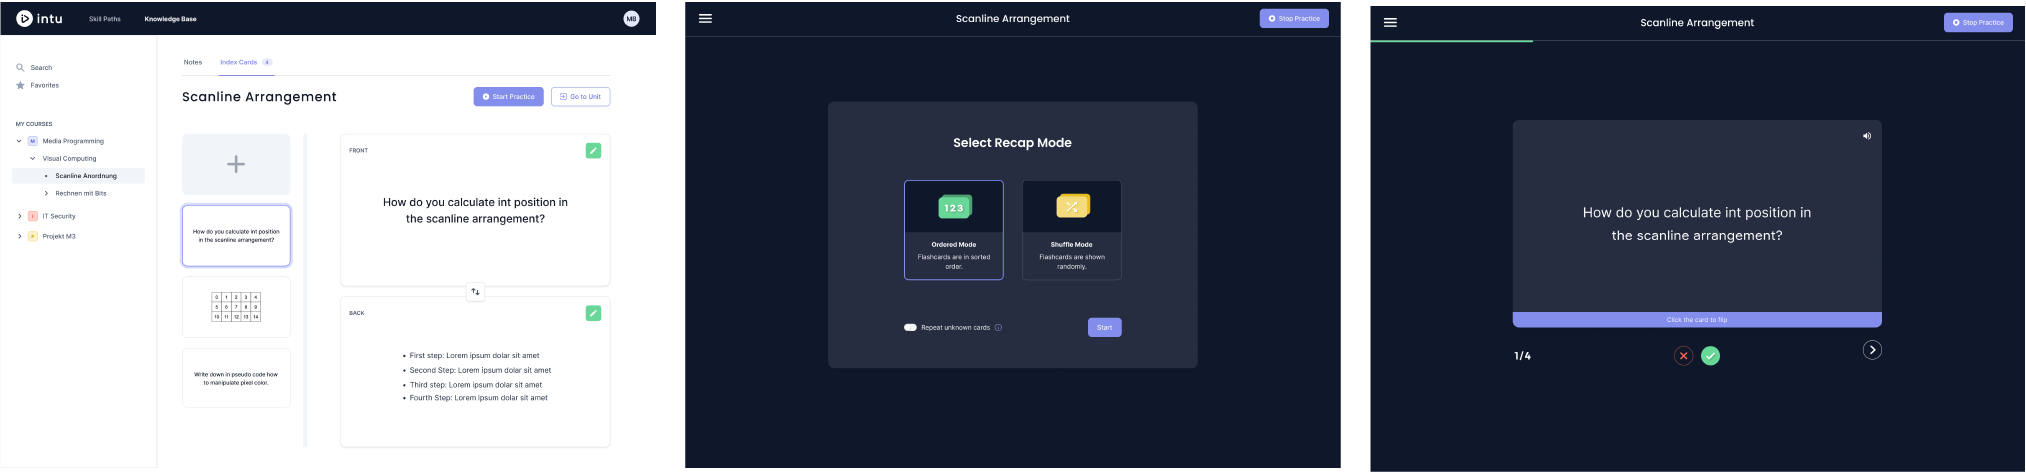 intu
Skill Paths
Knowledge Base
MB
Search
Favorites
MY COURSES
M Media Programming
Visual Computing
Scanline Anordnung
Rechnen mit Bits
I IT Security
P Projekt M3
Notes
Index Cards 4
Scanline Arrangement
Start Practice
Go to Unit
How do you calculate int position
in the scanline arrangement?
0 1 2 3 4
5 6 7 8 9
10 11 12 13 14
Write down in pseudo code how
to manipulate pixel color.
FRONT
How do you calculate int position in
the scanline arrangement?
BACK
• First step: Lorem ipsum dolor sit amet
• Second Step: Lorem ipsum dolor sit amet
• Third step: Lorem ipsum dolor sit amet
• Fourth Step: Lorem ipsum dolor sit amet
Scanline Arrangement
Stop Practice
Select Recap Mode
123
Ordered Mode
Flashcards are in sorted
order.
Shuffle Mode
Flashcards are shown
randomly.
Repeat unknown cards
Start
Scanline Arrangement
Stop Practice
How do you calculate int position in
the scanline arrangement?
Click the card to flip
1/4